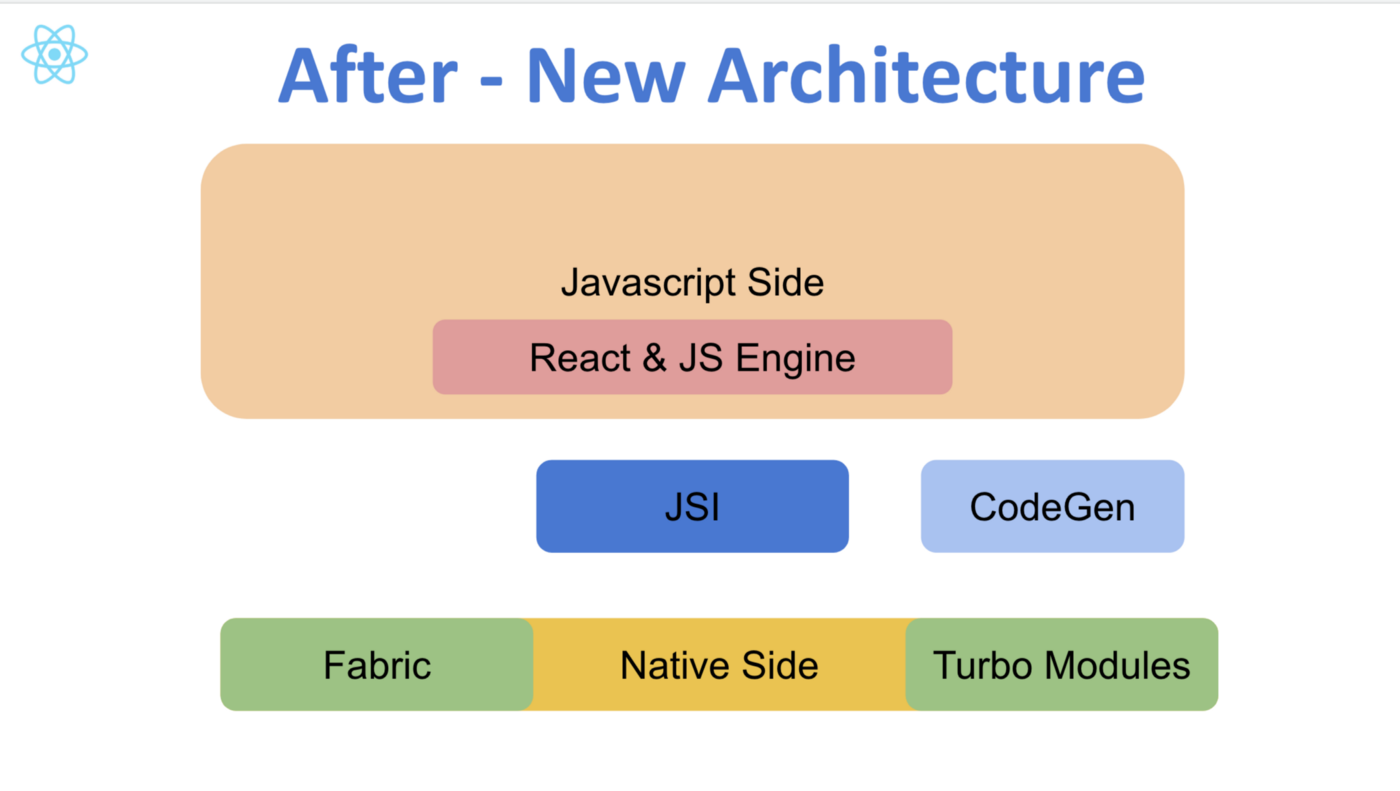 After - New Architecture
Javascript Side
React & JS Engine
JSI
CodeGen
Fabric
Native Side
Turbo Modules